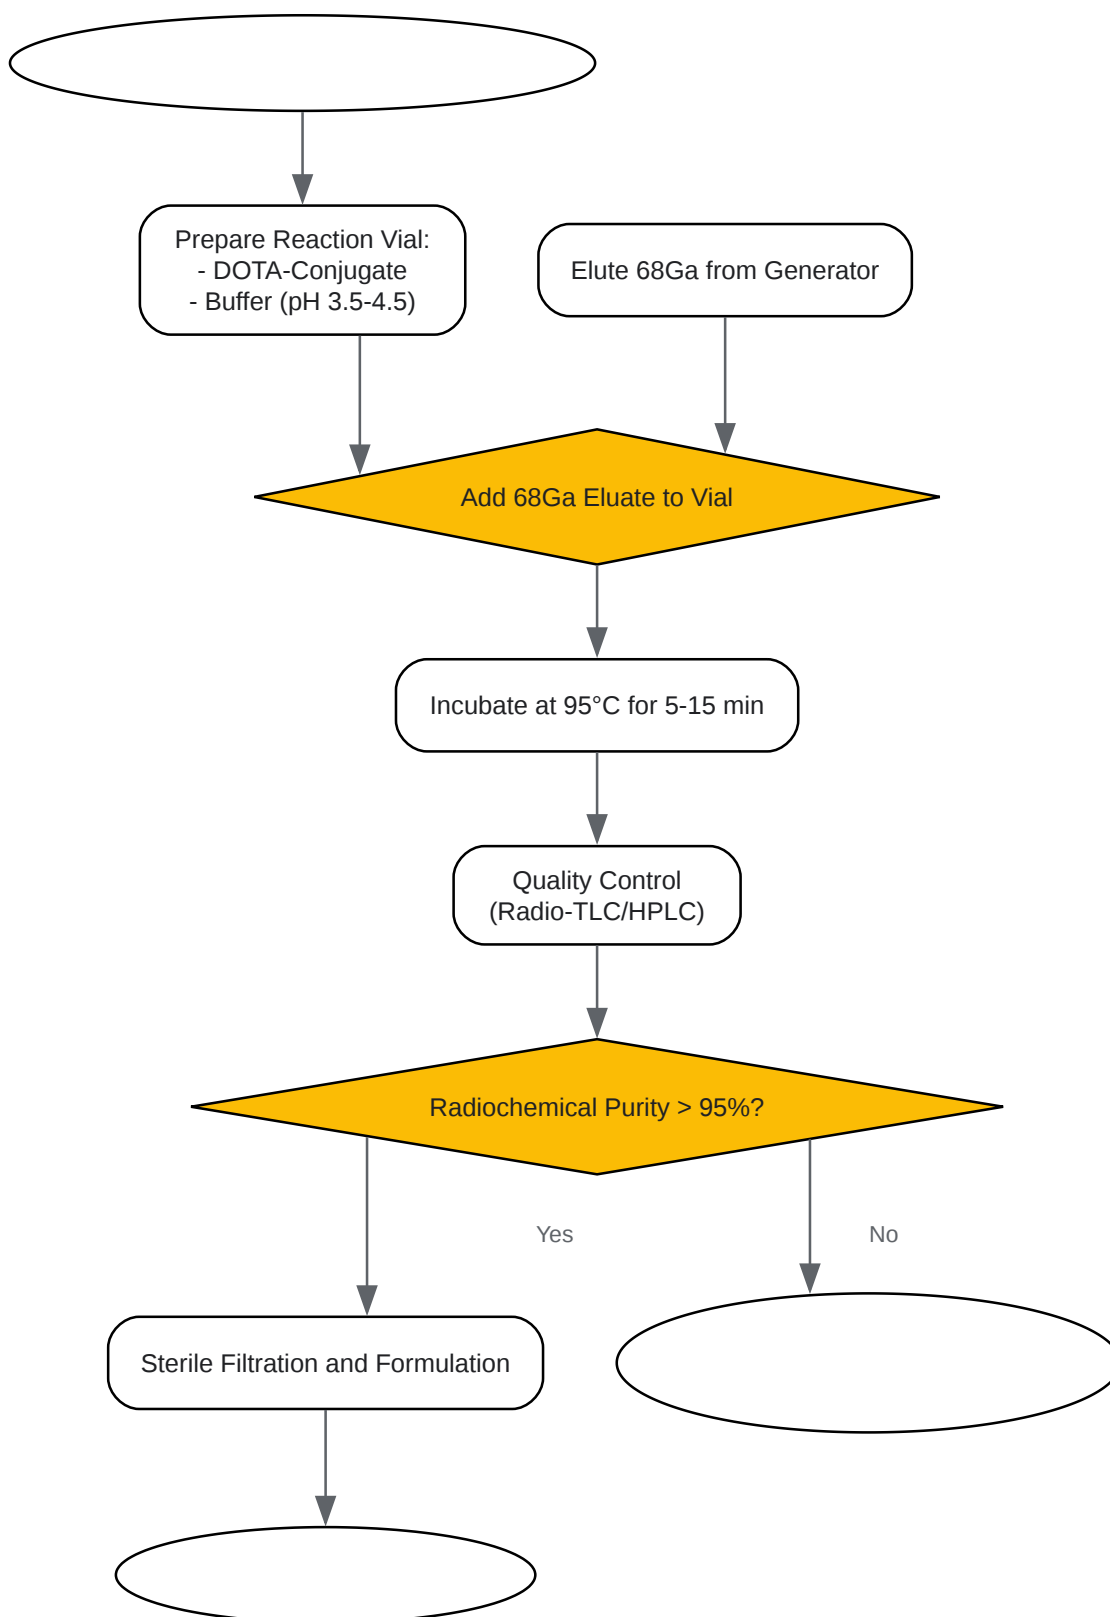 Prepare Reaction Vial:
- DOTA-Conjugate
- Buffer (pH 3.5-4.5)
Elute 68Ga from Generator
Add 68Ga Eluate to Vial
Incubate at 95°C for 5-15 min
Quality Control
(Radio-TLC/HPLC)
Radiochemical Purity > 95%?
Yes
No
Sterile Filtration and Formulation